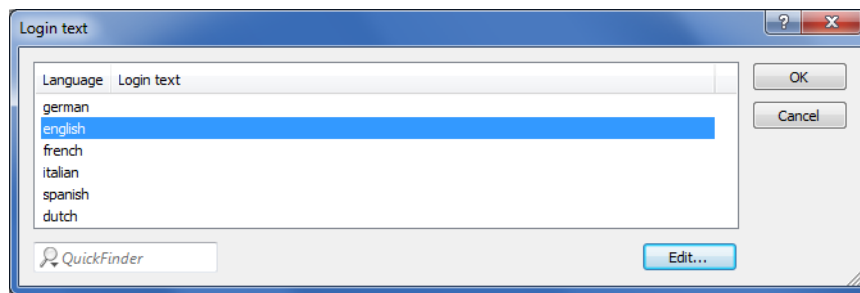 Login text
Language Login text
OK
german
english
Cancel
french
italian
spanish
dutch
QuickFinder
Edit...